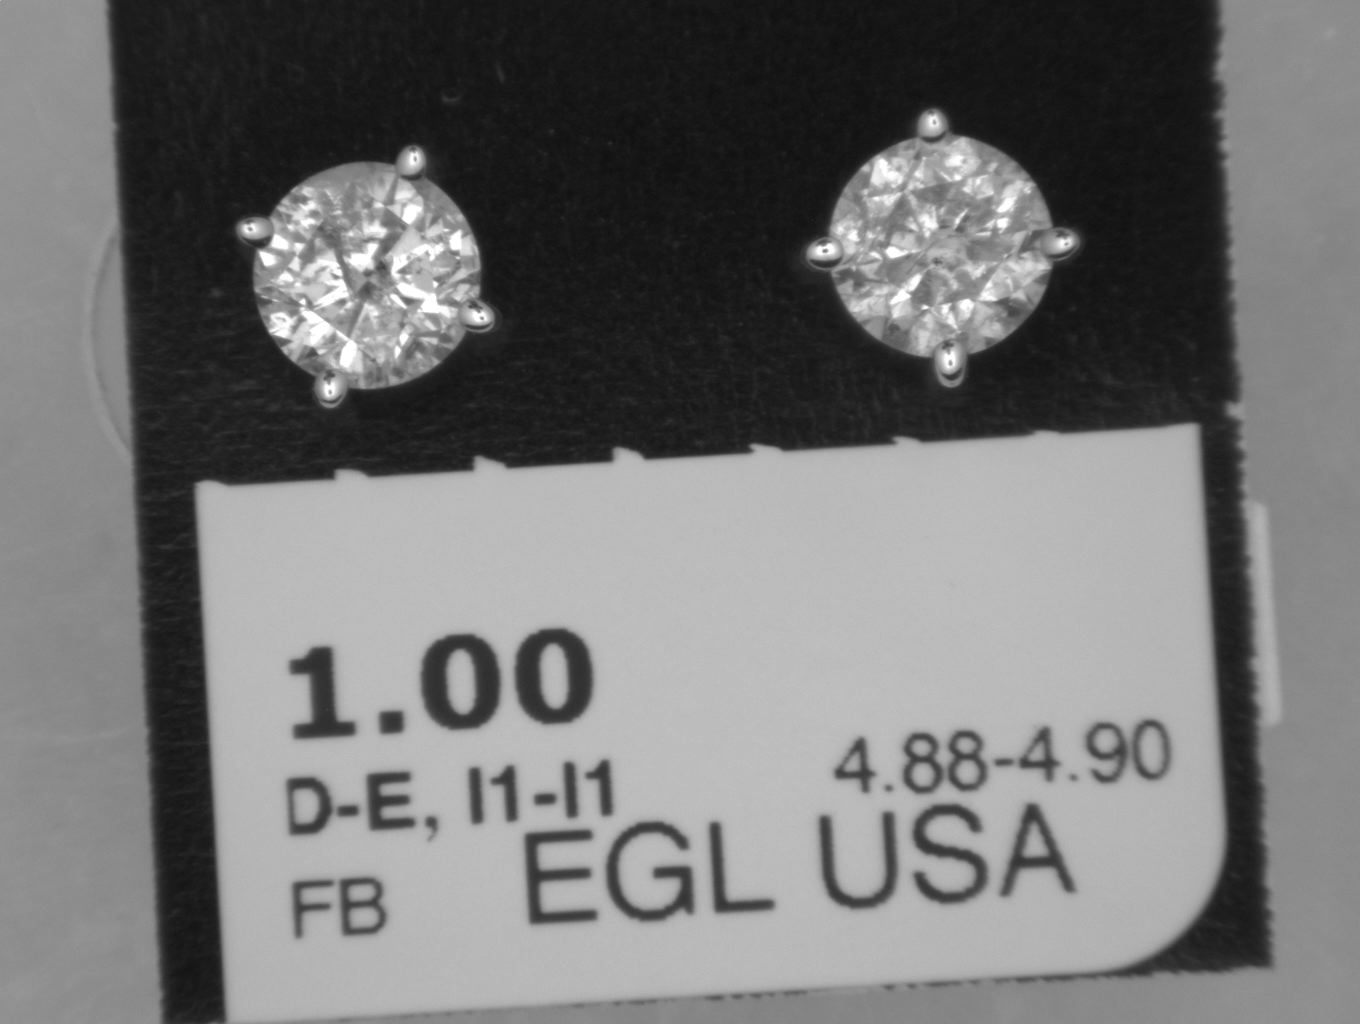 1.00
D-E, I1-I1
4.88-4.90
FB
EGL USA